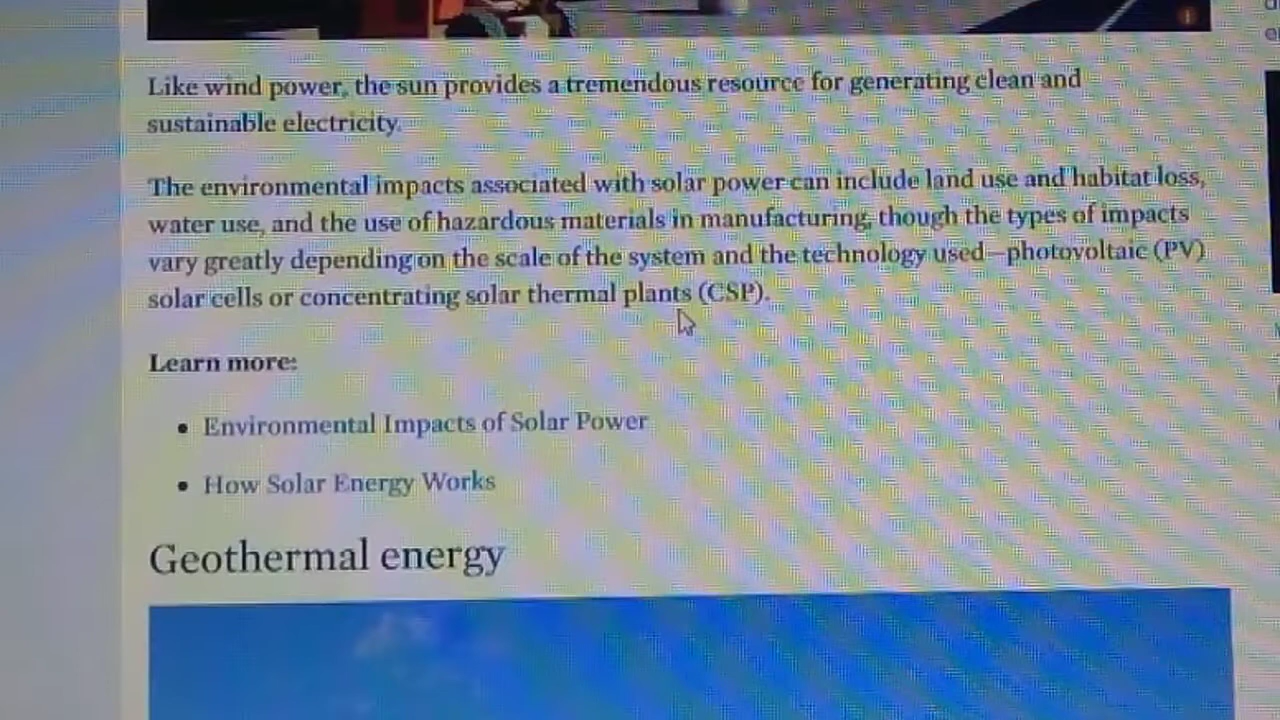 Like wind power, the sun provides a tremendous resource for generating clean and
sustainable electricity.
The environmental impacts associated with solar power can include land use and habitat loss,
water use, and the use of hazardous materials in manufacturing, though the types of impacts
vary greatly depending on the scale of the system and the technology used—photovoltaic (PV)
solar cells or concentrating solar thermal plants (CSP).
Learn more:
• Environmental Impacts of Solar Power
• How Solar Energy Works
Geothermal energy